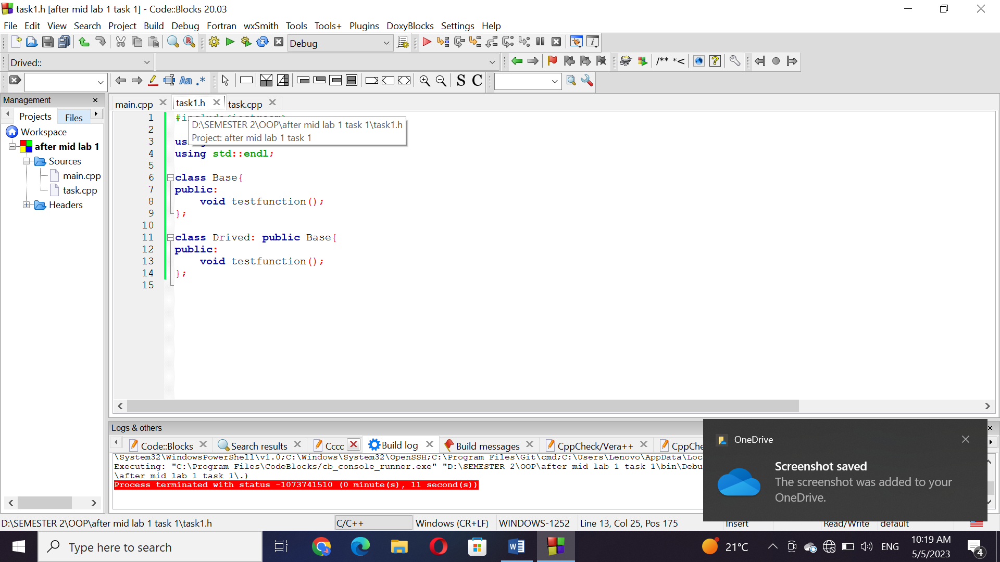 task1.h [after mid lab 1 task 1] - Code::Blocks 20.03
File Edit View Search Project Build Debug Fortran wxSmith Tools Tools+ Plugins DoxyBlocks Settings Help
Debug
Drived::
/** *<
Aa .* S C
Management
Projects Files
Workspace
after mid lab 1
Sources
main.cpp
task.cpp
Headers
main.cpp task1.h task.cpp
D:\SEMESTER 2\OOP\after mid lab 1 task 1\task1.h
Project: after mid lab 1 task 1
1
2
3
4 using std::endl;
5
6 class Base{
7 public:
8 void testfunction();
9 };
10
11 class Drived: public Base{
12 public:
13 void testfunction();
14 };
15
Logs & others
Code::Blocks Search results Cccc Build log Build messages CppCheck/Vera++ CppChe
\System32\WindowsPowerShell\v1.0;C:\Windows\System32\OpenSSH;C:\Program Files\Git\cmd;C:\Users\Lenovo\AppData\Loc
Executing: "C:\Program Files\CodeBlocks/cb_console_runner.exe" "D:\SEMESTER 2\OOP\after mid lab 1 task 1\bin\Debu
\after mid lab 1 task 1\.)
Process terminated with status -1073741510 (0 minute(s), 11 second(s))
OneDrive
Screenshot saved
The screenshot was added to your
OneDrive.
D:\SEMESTER 2\OOP\after mid lab 1 task 1\task1.h C/C++ Windows (CR+LF) WINDOWS-1252 Line 13, Col 25, Pos 175 Insert Read/Write default
Type here to search
21°C ENG
10:19 AM
5/5/2023
4